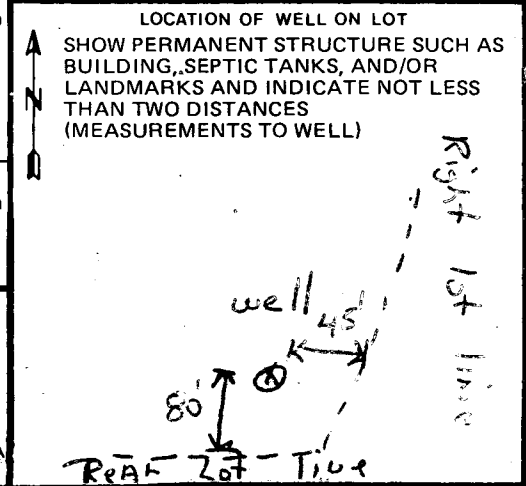 LOCATION OF WELL ON LOT
SHOW PERMANENT STRUCTURE SUCH AS
BUILDING, SEPTIC TANKS, AND/OR
LANDMARKS AND INDICATE NOT LESS
THAN TWO DISTANCES
(MEASUREMENTS TO WELL)
N
Right lot line
well
45'
80'
Rear Lot Line